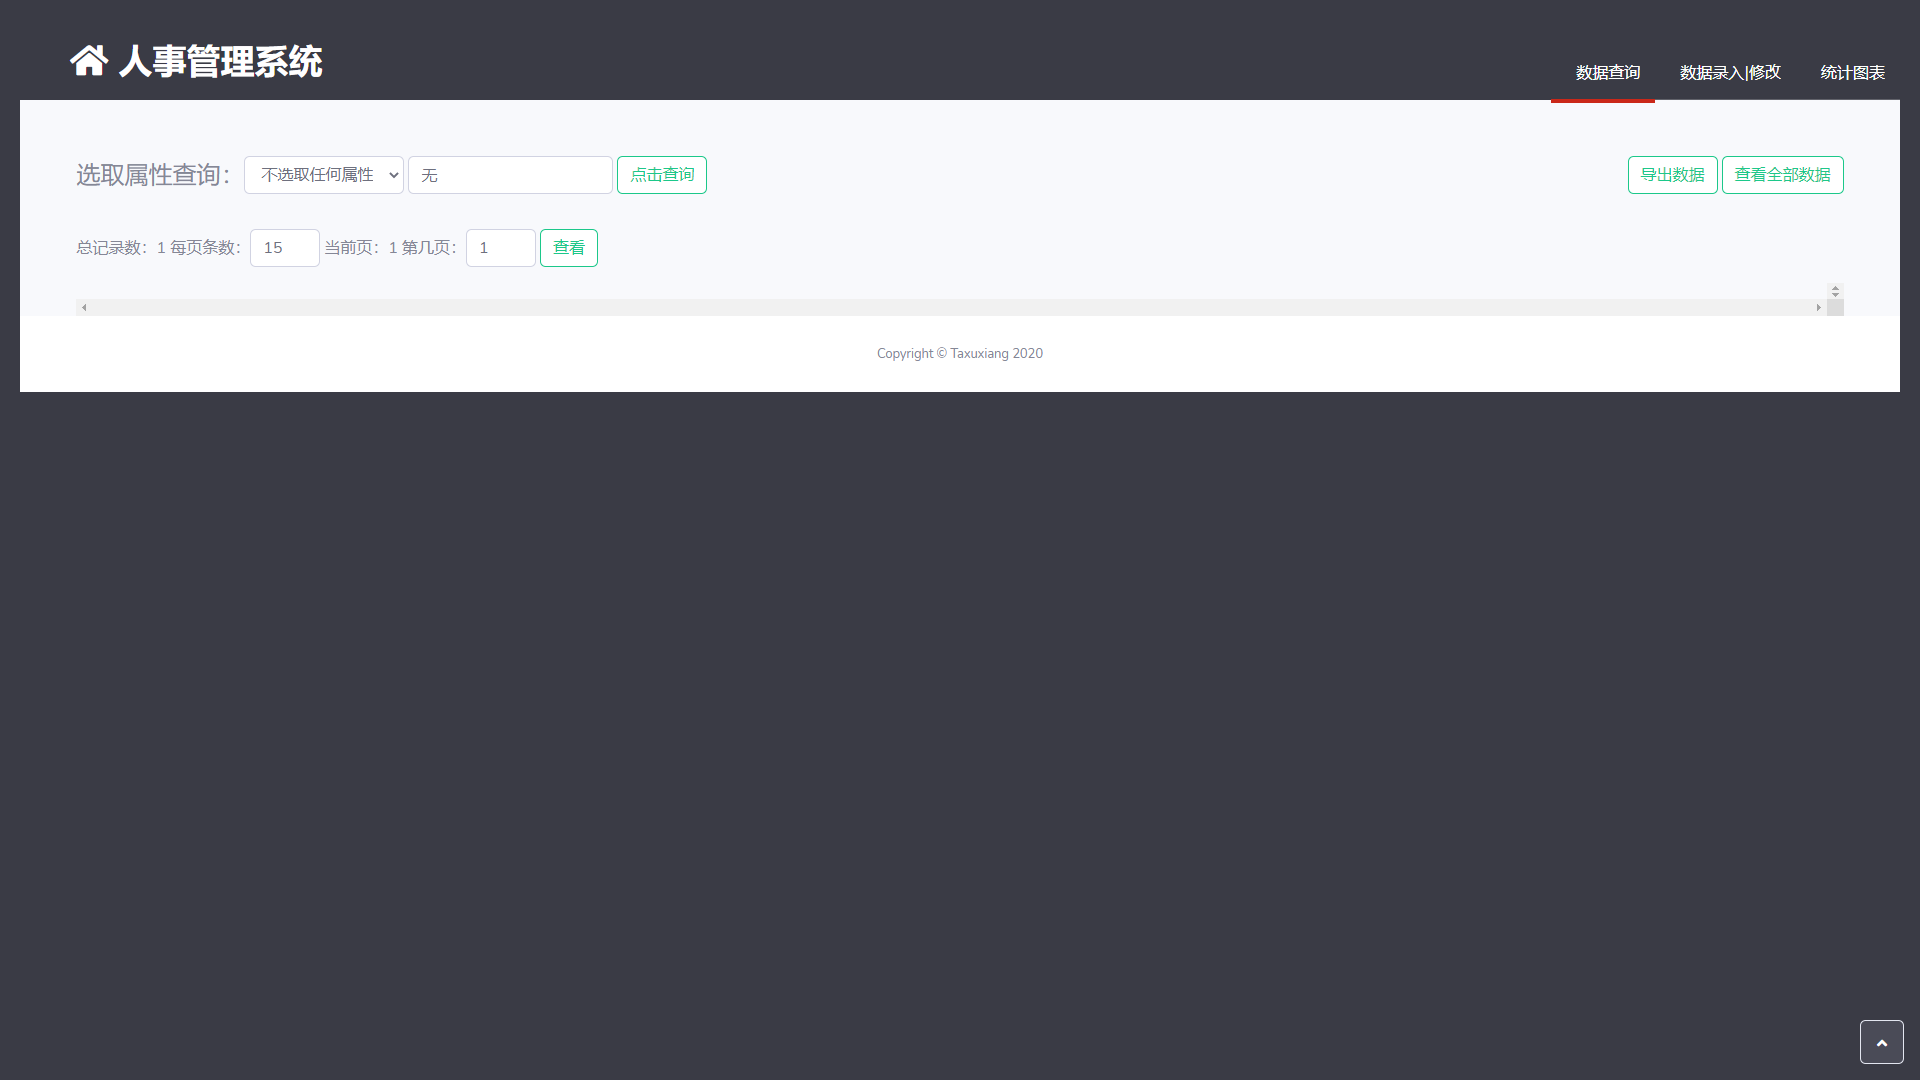 人事管理系统
数据查询 数据录入|修改 统计图表
选取属性查询： 不选取任何属性 无 点击查询 导出数据 查看全部数据
总记录数：1 每页条数： 15 当前页：1 第几页： 1 查看
Copyright © Taxuxiang 2020